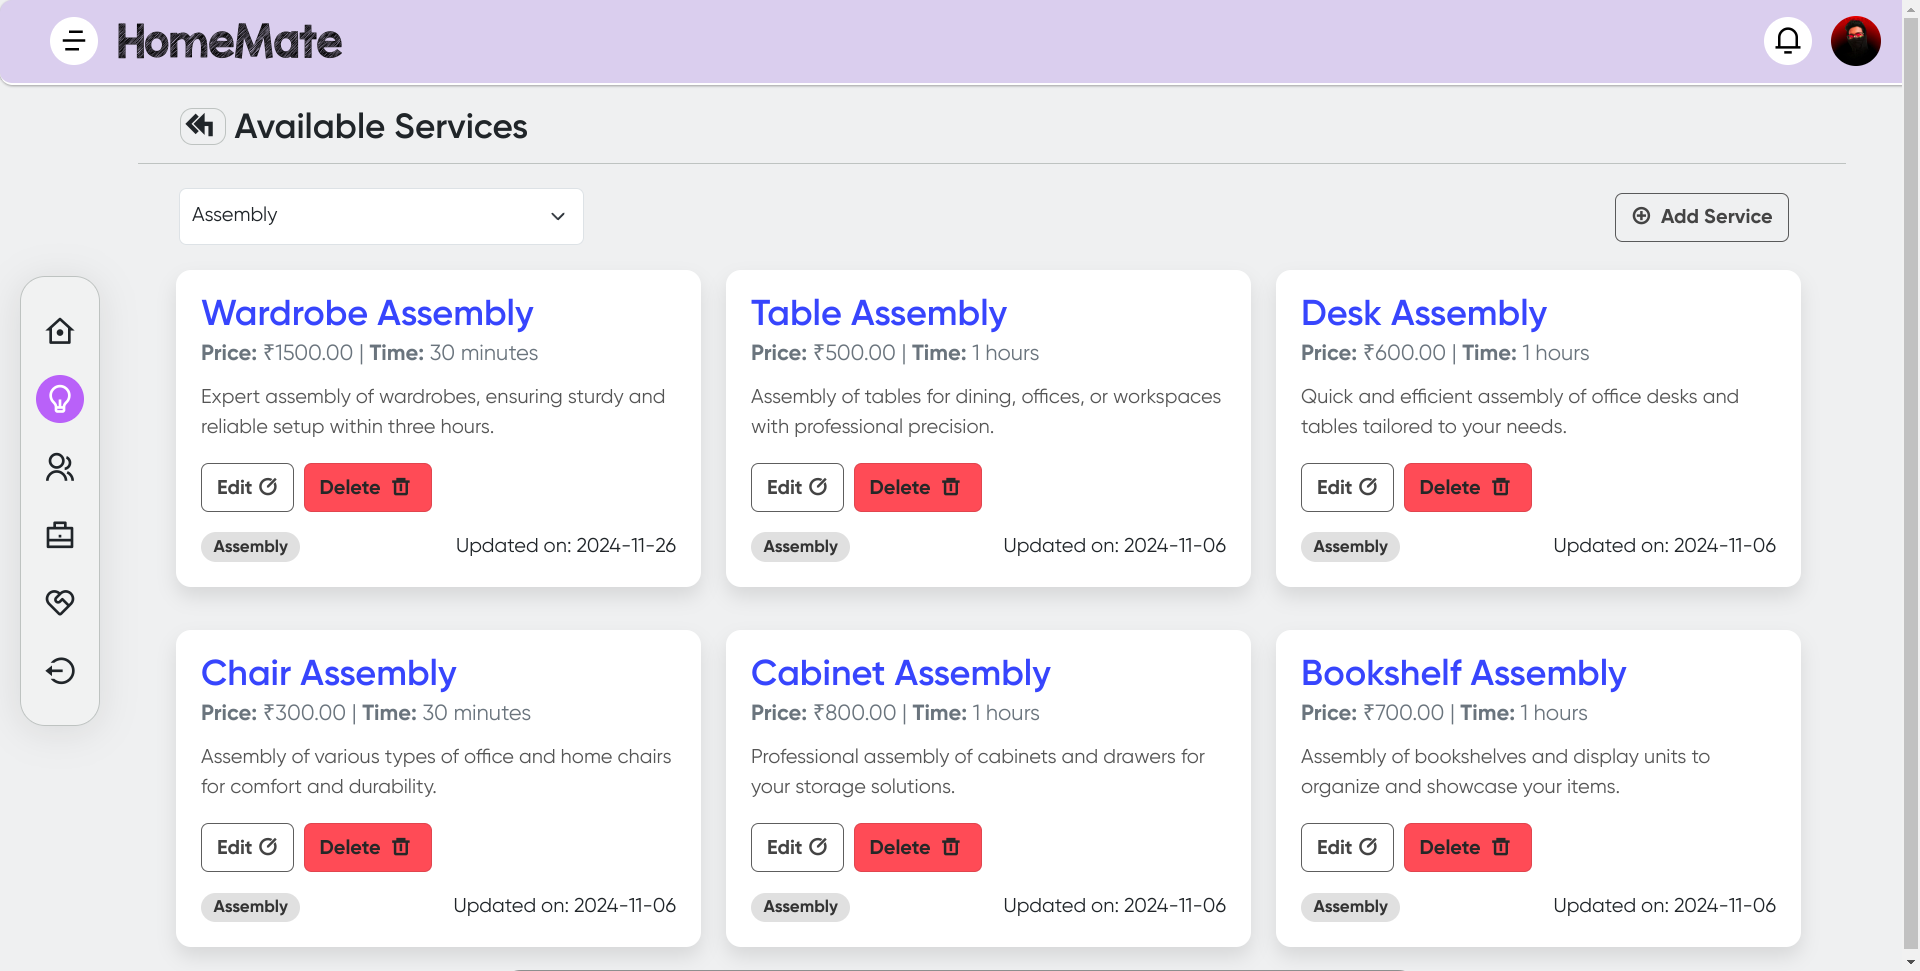 HomeMate
Available Services
Assembly
Add Service
Wardrobe Assembly
Price: ₹1500.00 | Time: 30 minutes
Expert assembly of wardrobes, ensuring sturdy and
reliable setup within three hours.
Edit
Delete
Assembly
Updated on: 2024-11-26
Table Assembly
Price: ₹500.00 | Time: 1 hours
Assembly of tables for dining, offices, or workspaces
with professional precision.
Edit
Delete
Assembly
Updated on: 2024-11-06
Desk Assembly
Price: ₹600.00 | Time: 1 hours
Quick and efficient assembly of office desks and
tables tailored to your needs.
Edit
Delete
Assembly
Updated on: 2024-11-06
Chair Assembly
Price: ₹300.00 | Time: 30 minutes
Assembly of various types of office and home chairs
for comfort and durability.
Edit
Delete
Assembly
Updated on: 2024-11-06
Cabinet Assembly
Price: ₹800.00 | Time: 1 hours
Professional assembly of cabinets and drawers for
your storage solutions.
Edit
Delete
Assembly
Updated on: 2024-11-06
Bookshelf Assembly
Price: ₹700.00 | Time: 1 hours
Assembly of bookshelves and display units to
organize and showcase your items.
Edit
Delete
Assembly
Updated on: 2024-11-06